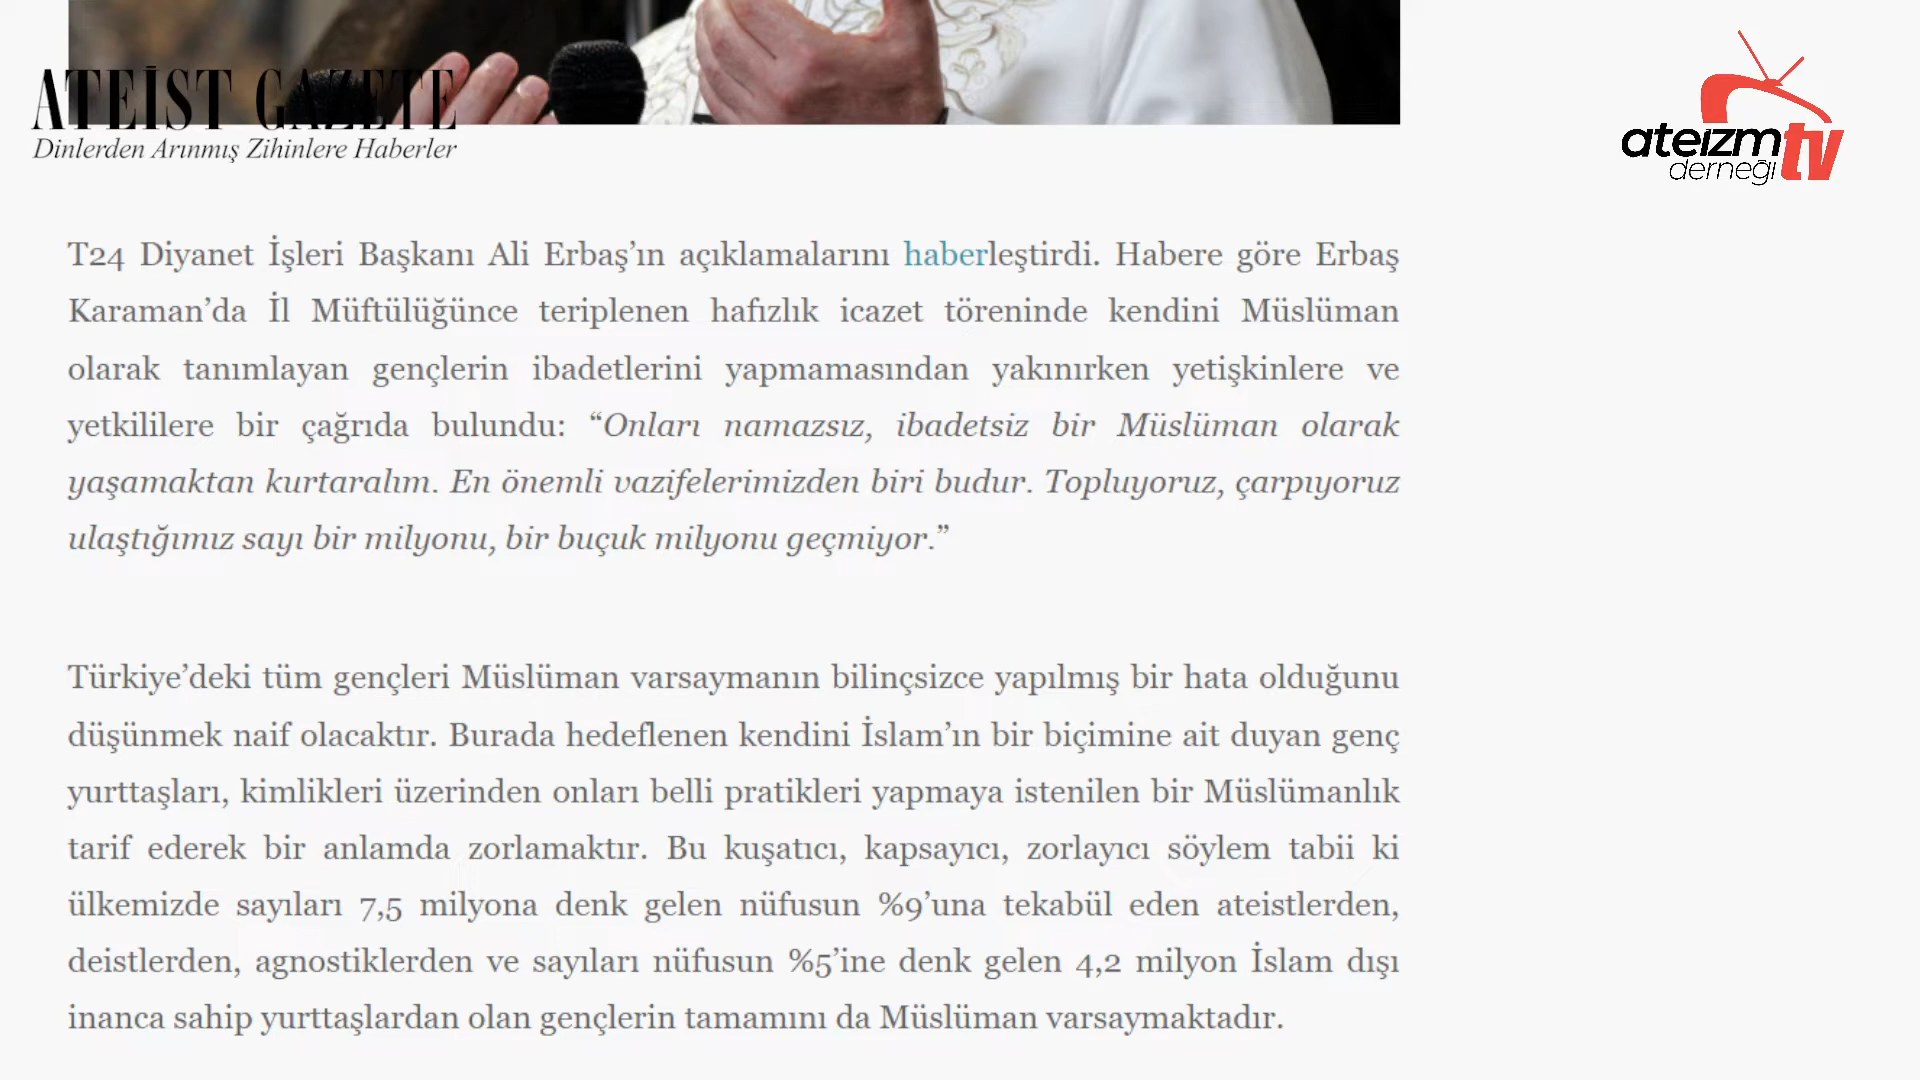 ATEİST GAZETE
Dinlerden Arınmış Zihinlere Haberler
ateizm tv
derneği
T24 Diyanet İşleri Başkanı Ali Erbaş’ın açıklamalarını haberleştirdi. Habere göre Erbaş
Karaman’da İl Müftülüğünce teriplenen hafızlık icazet töreninde kendini Müslüman
olarak tanımlayan gençlerin ibadetlerini yapmamasından yakınırken yetişkinlere ve
yetkililere bir çağrıda bulundu: “Onları namazsız, ibadetsiz bir Müslüman olarak
yaşamaktan kurtaralım. En önemli vazifelerimizden biri budur. Topluyoruz, çarpıyoruz
ulaştığımız sayı bir milyonu, bir buçuk milyonu geçmiyor.”
Türkiye’deki tüm gençleri Müslüman varsaymanın bilinçsizce yapılmış bir hata olduğunu
düşünmek naif olacaktır. Burada hedeflenen kendini İslam’ın bir biçimine ait duyan genç
yurttaşları, kimlikleri üzerinden onları belli pratikleri yapmaya istenilen bir Müslümanlık
tarif ederek bir anlamda zorlamaktır. Bu kuşatıcı, kapsayıcı, zorlayıcı söylem tabii ki
ülkemizde sayıları 7,5 milyona denk gelen nüfusun %9’una tekabül eden ateistlerden,
deistlerden, agnostiklerden ve sayıları nüfusun %5’ine denk gelen 4,2 milyon İslam dışı
inanca sahip yurttaşlardan olan gençlerin tamamını da Müslüman varsaymaktadır.